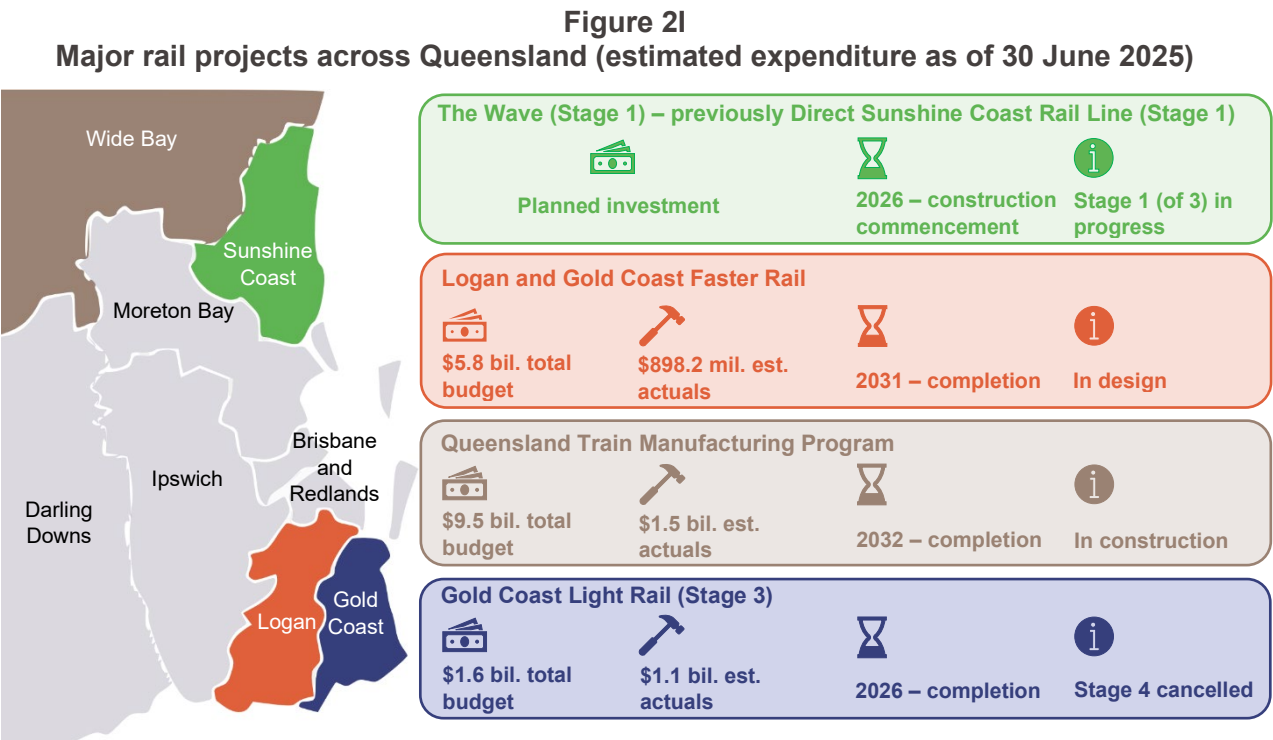 Figure 2I
Major rail projects across Queensland (estimated expenditure as of 30 June 2025)
Wide Bay
Sunshine
Coast
Moreton Bay
Brisbane
and
Redlands
Ipswich
Darling
Downs
Logan
Gold
Coast
The Wave (Stage 1) – previously Direct Sunshine Coast Rail Line (Stage 1)
Planned investment
2026 – construction
commencement
Stage 1 (of 3) in
progress
Logan and Gold Coast Faster Rail
$5.8 bil. total
budget
$898.2 mil. est.
actuals
2031 – completion
In design
Queensland Train Manufacturing Program
$9.5 bil. total
budget
$1.5 bil. est.
actuals
2032 – completion
In construction
Gold Coast Light Rail (Stage 3)
$1.6 bil. total
budget
$1.1 bil. est.
actuals
2026 – completion
Stage 4 cancelled